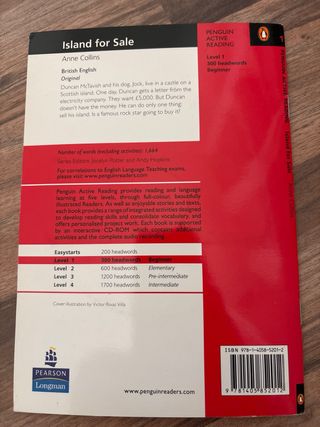 Island for Sale
Anne Collins
British English
Original
Duncan McTavish and his dog, Jock, live in a castle on a
Scottish island. One day, Duncan gets a letter from the
electricity company. They want £5,000. But Duncan
doesn't have the money. He can do only one thing:
sell his island. Is a famous rock star going to buy it?
Number of words (excluding activities): 1,664
Series Editors: Jocelyn Potter and Andy Hopkins
For correlations to English Language Teaching exams,
please visit www.penguinreaders.com
Penguin Active Reading provides reading and language
learning at five levels, through full-colour, beautifully
illustrated Readers. As well as enjoyable stories and texts,
each book provides a range of integrated activities designed
to develop reading skills and consolidate vocabulary, and
offers personalised project work. Each book is supported
by an interactive CD-ROM which contains additional
activities and the complete audio recording.
Easystarts 200 headwords
Level 1 300 headwords Beginner
Level 2 600 headwords Elementary
Level 3 1200 headwords Pre-intermediate
Level 4 1700 headwords Intermediate
Cover illustration by Victor Rivas Villa
PEARSON
Longman
www.penguinreaders.com
PENGUIN
ACTIVE
READING
Level 1
300 headwords
Beginner
ISBN 978-1-4058-5201-2
9 781405 852012